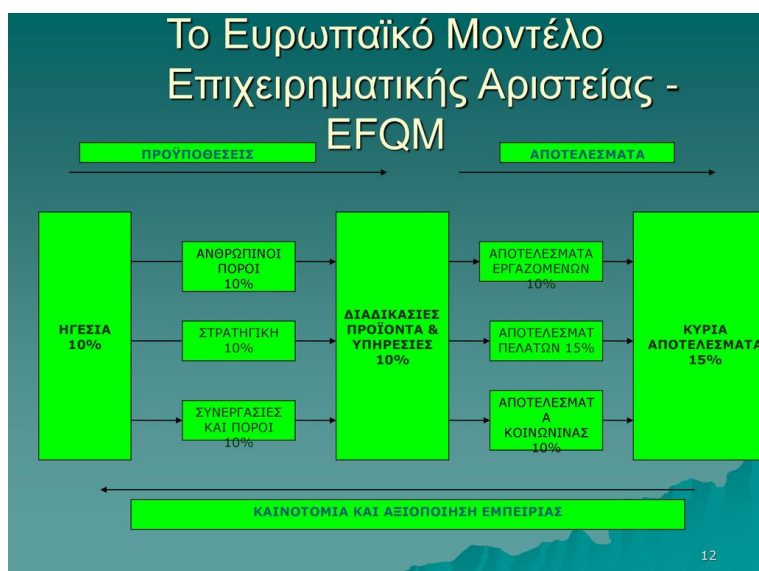 Το Ευρωπαϊκό Μοντέλο
Επιχειρηματικής Αριστείας -
EFQM
ΠΡΟΫΠΟΘΕΣΕΙΣ
ΑΠΟΤΕΛΕΣΜΑΤΑ
ΗΓΕΣΙΑ
10%
ΑΝΘΡΩΠΙΝΟΙ
ΠΟΡΟΙ
10%
ΣΤΡΑΤΗΓΙΚΗ
10%
ΣΥΝΕΡΓΑΣΙΕΣ
ΚΑΙ ΠΟΡΟΙ
10%
ΔΙΑΔΙΚΑΣΙΕΣ
ΠΡΟΪΟΝΤΑ &
ΥΠΗΡΕΣΙΕΣ
10%
ΑΠΟΤΕΛΕΣΜΑΤΑ
ΕΡΓΑΖΟΜΕΝΩΝ
10%
ΑΠΟΤΕΛΕΣΜΑΤ
ΠΕΛΑΤΩΝ 15%
ΑΠΟΤΕΛΕΣΜΑΤ
Α
ΚΟΙΝΩΝΙΝΑΣ
10%
ΚΥΡΙΑ
ΑΠΟΤΕΛΕΣΜΑΤΑ
15%
ΚΑΙΝΟΤΟΜΙΑ ΚΑΙ ΑΞΙΟΠΟΙΗΣΗ ΕΜΠΕΙΡΙΑΣ
12